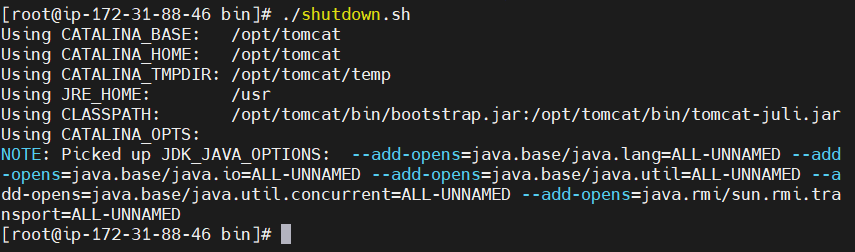 [root@ip-172-31-88-46 bin]# ./shutdown.sh
Using CATALINA_BASE:   /opt/tomcat
Using CATALINA_HOME:   /opt/tomcat
Using CATALINA_TMPDIR: /opt/tomcat/temp
Using JRE_HOME:        /usr
Using CLASSPATH:       /opt/tomcat/bin/bootstrap.jar:/opt/tomcat/bin/tomcat-juli.jar
Using CATALINA_OPTS:
NOTE: Picked up JDK_JAVA_OPTIONS:  --add-opens=java.base/java.lang=ALL-UNNAMED --add
-opens=java.base/java.io=ALL-UNNAMED --add-opens=java.base/java.util=ALL-UNNAMED --a
dd-opens=java.base/java.util.concurrent=ALL-UNNAMED --add-opens=java.rmi/sun.rmi.tra
nsport=ALL-UNNAMED
[root@ip-172-31-88-46 bin]#